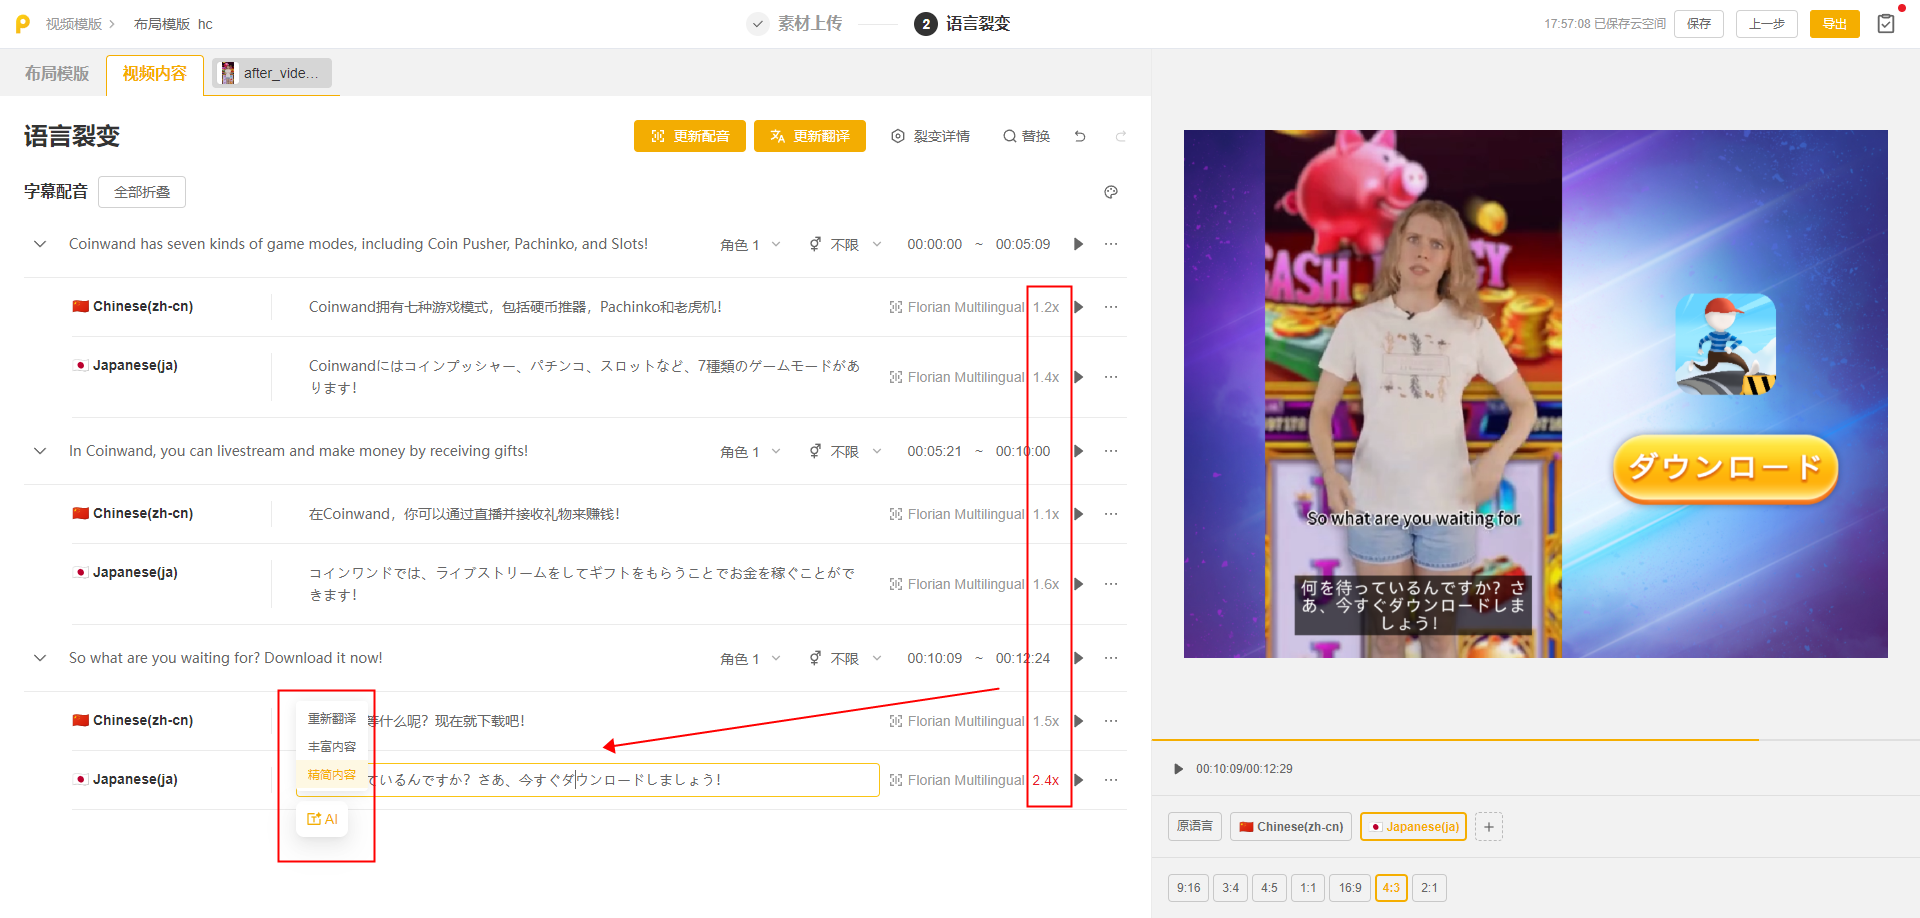 视频模版
布局模版 hc
素材上传
2 语言裂变
17:57:08 已保存云空间
保存
上一步
导出
布局模版
视频内容
after_vide...
语言裂变
更新配音
更新翻译
裂变详情
替换
字幕配音
全部折叠
Coinwand has seven kinds of game modes, including Coin Pusher, Pachinko, and Slots!
角色 1
不限
00:00:00 ~ 00:05:09
Chinese(zh-cn)
Coinwand拥有七种游戏模式，包括硬币推器，Pachinko和老虎机！
Florian Multilingual 1.2x
Japanese(ja)
Coinwandにはコインプッシャー、パチンコ、スロットなど、7種類のゲームモードがあ
ります！
Florian Multilingual 1.4x
In Coinwand, you can livestream and make money by receiving gifts!
角色 1
不限
00:05:21 ~ 00:10:00
Chinese(zh-cn)
在Coinwand，你可以通过直播并接收礼物来赚钱！
Florian Multilingual 1.1x
Japanese(ja)
コインワンドでは、ライブストリームをしてギフトをもらうことでお金を稼ぐことがで
きます！
Florian Multilingual 1.6x
So what are you waiting for? Download it now!
角色 1
不限
00:10:09 ~ 00:12:24
Chinese(zh-cn)
等什么呢？现在就下载吧！
Florian Multilingual 1.5x
Japanese(ja)
ているんですか？さあ、今すぐダウンロードしましょう！
Florian Multilingual 2.4x
重新翻译
丰富内容
精简内容
AI
ダウンロード
So what are you waiting for
何を待っているんですか？さ
あ、今すぐダウンロードしま
しょう！
00:10:09/00:12:29
原语言
Chinese(zh-cn)
Japanese(ja)
9:16
3:4
4:5
1:1
16:9
4:3
2:1